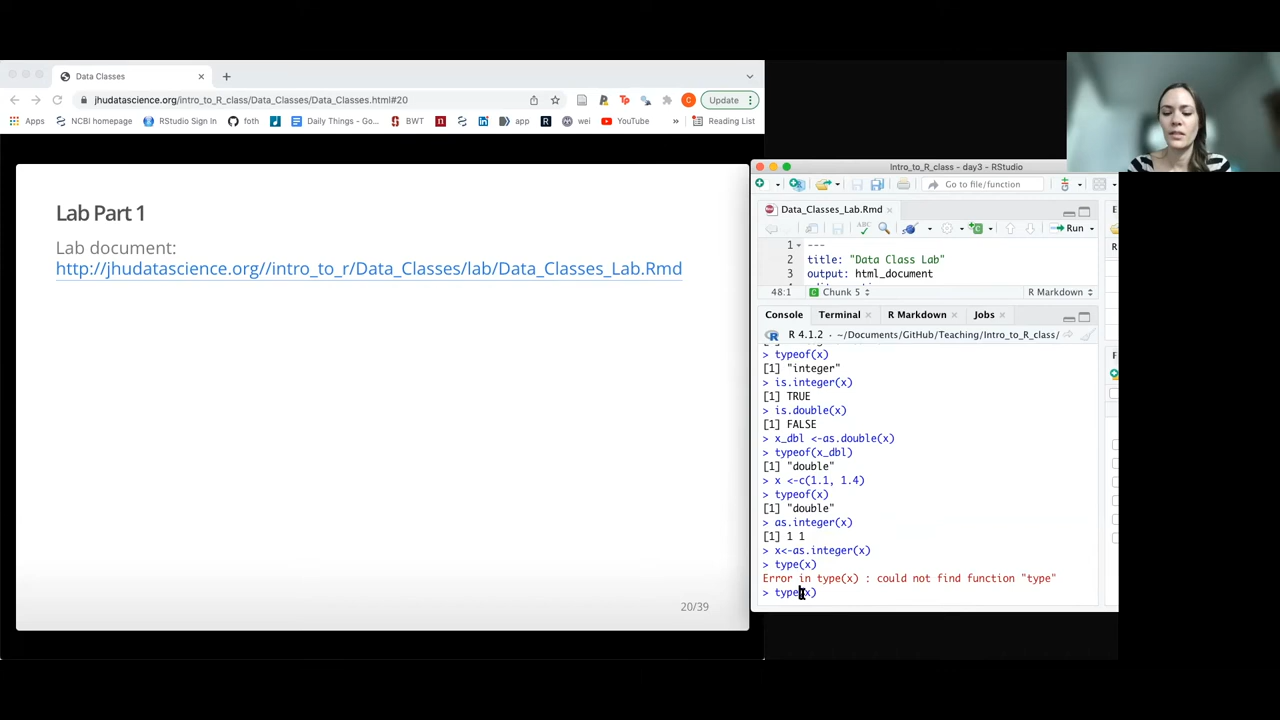 Data Classes
jhudatascience.org/intro_to_R_class/Data_Classes/Data_Classes.html#20
Update
Apps
NCBI homepage
RStudio Sign In
foth
Daily Things - Go...
BWT
app
wei
YouTube
»
Reading List
Lab Part 1
Lab document:
http://jhudatascience.org//intro_to_r/Data_Classes/lab/Data_Classes_Lab.Rmd
20/39
Intro_to_R_class - day3 - RStudio
Go to file/function
Data_Classes_Lab.Rmd
Run
1 ---
2 title: "Data Class Lab"
3 output: html_document
48:1 Chunk 5 R Markdown
Console Terminal R Markdown Jobs
R 4.1.2 · ~/Documents/GitHub/Teaching/Intro_to_R_class/
> typeof(x)
[1] "integer"
> is.integer(x)
[1] TRUE
> is.double(x)
[1] FALSE
> x_dbl <-as.double(x)
> typeof(x_dbl)
[1] "double"
> x <-c(1.1, 1.4)
> typeof(x)
[1] "double"
> as.integer(x)
[1] 1 1
> x<-as.integer(x)
> type(x)
Error in type(x) : could not find function "type"
> type(x)